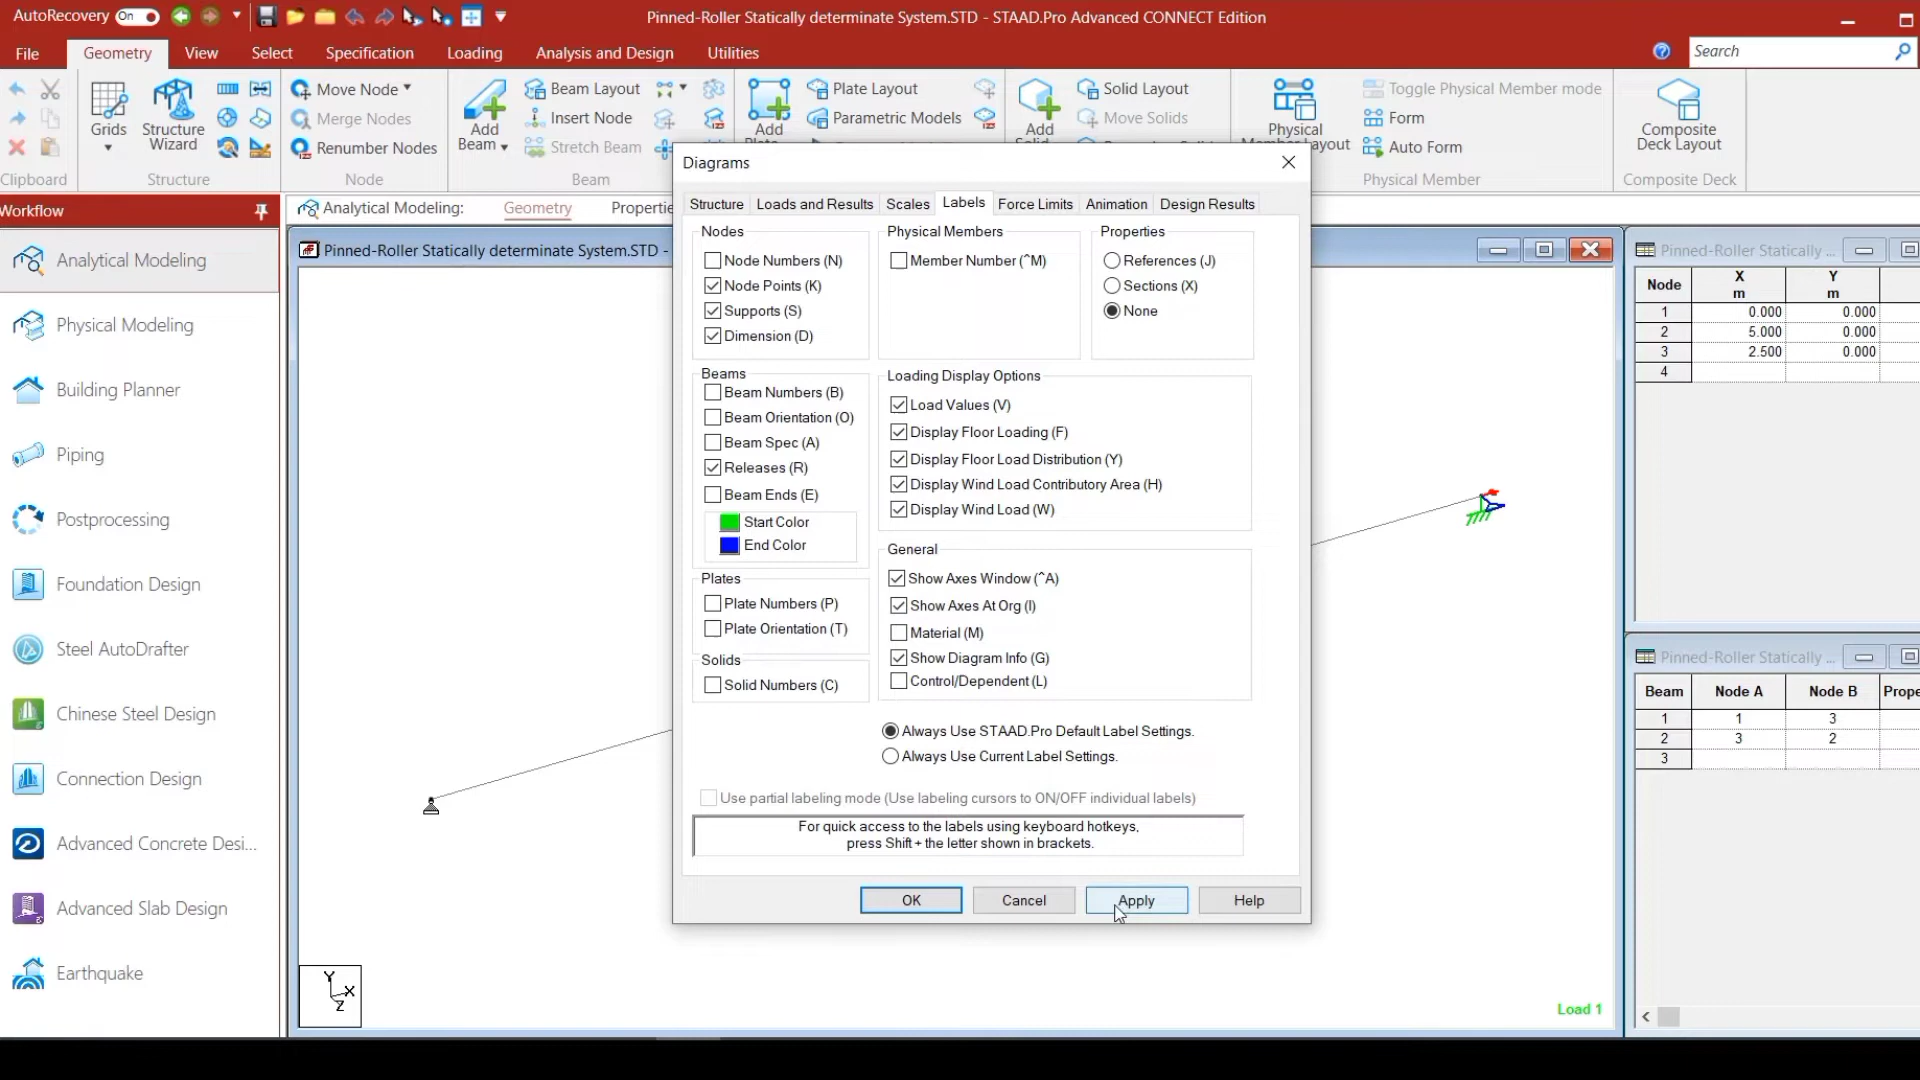 AutoRecovery On
Pinned-Roller Statically determinate System.STD - STAAD.Pro Advanced CONNECT Edition
File Geometry View Select Specification Loading Analysis and Design Utilities
Search
Grids
Structure Wizard
Structure
Clipboard
Move Node
Merge Nodes
Renumber Nodes
Node
Add Beam
Beam Layout
Insert Node
Stretch Beam
Beam
Add
Plate Layout
Parametric Models
Add
Solid Layout
Move Solids
Physical
Layout
Toggle Physical Member mode
Form
Auto Form
Physical Member
Composite Deck Layout
Composite Deck
Workflow
Analytical Modeling
Physical Modeling
Building Planner
Piping
Postprocessing
Foundation Design
Steel AutoDrafter
Chinese Steel Design
Connection Design
Advanced Concrete Desi...
Advanced Slab Design
Earthquake
Analytical Modeling: Geometry Propertie
Pinned-Roller Statically determinate System.STD -
Diagrams
Structure Loads and Results Scales Labels Force Limits Animation Design Results
Nodes
Node Numbers (N)
Node Points (K)
Supports (S)
Dimension (D)
Physical Members
Member Number (^M)
Properties
References (J)
Sections (X)
None
Beams
Beam Numbers (B)
Beam Orientation (O)
Beam Spec (A)
Releases (R)
Beam Ends (E)
Start Color
End Color
Plates
Plate Numbers (P)
Plate Orientation (T)
Solids
Solid Numbers (C)
Loading Display Options
Load Values (V)
Display Floor Loading (F)
Display Floor Load Distribution (Y)
Display Wind Load Contributory Area (H)
Display Wind Load (W)
General
Show Axes Window (^A)
Show Axes At Org (I)
Material (M)
Show Diagram Info (G)
Control/Dependent (L)
Always Use STAAD.Pro Default Label Settings.
Always Use Current Label Settings.
Use partial labeling mode (Use labeling cursors to ON/OFF individual labels)
For quick access to the labels using keyboard hotkeys,
press Shift + the letter shown in brackets.
OK Cancel Apply Help
Y
X
Z
Load 1
Pinned-Roller Statically ...
Node X m Y m
1 0.000 0.000
2 5.000 0.000
3 2.500 0.000
4
Pinned-Roller Statically ...
Beam Node A Node B Prope
1 1 3
2 3 2
3